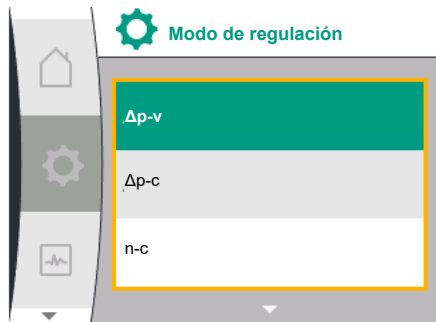 Modo de regulación
Δp-v
Δp-c
n-c